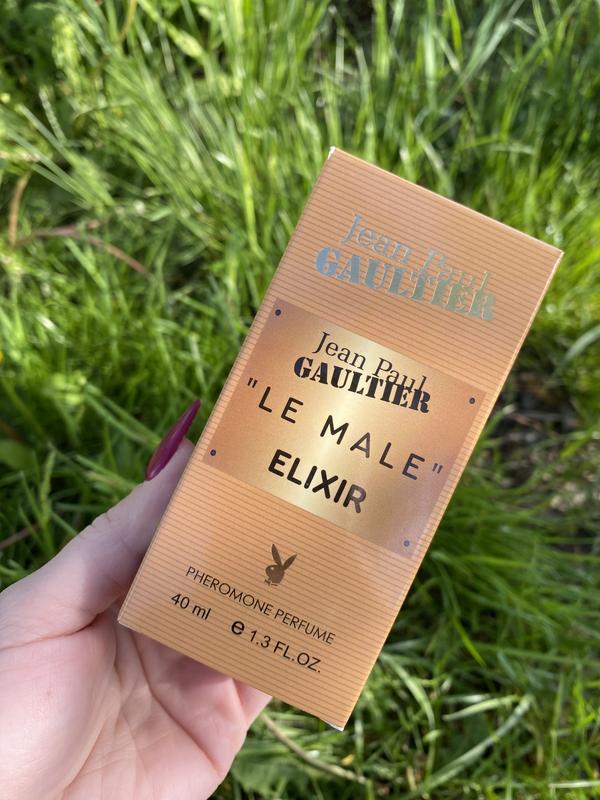 Jean Paul
GAULTIER
Jean Paul
GAULTIER
"LE MALE"
ELIXIR
PHEROMONE PERFUME
40 ml e 1.3 FL.OZ.